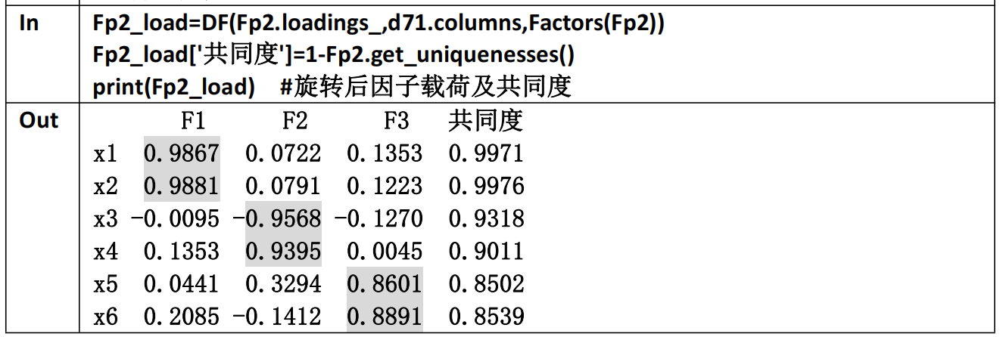 In Fp2_load=DF(Fp2.loadings_,d71.columns,Factors(Fp2))
Fp2_load['共同度']=1-Fp2.get_uniquenesses()
print(Fp2_load) #旋转后因子载荷及共同度
Out F1 F2 F3 共同度
x1 0.9867 0.0722 0.1353 0.9971
x2 0.9881 0.0791 0.1223 0.9976
x3 -0.0095 -0.9568 -0.1270 0.9318
x4 0.1353 0.9395 0.0045 0.9011
x5 0.0441 0.3294 0.8601 0.8502
x6 0.2085 -0.1412 0.8891 0.8539